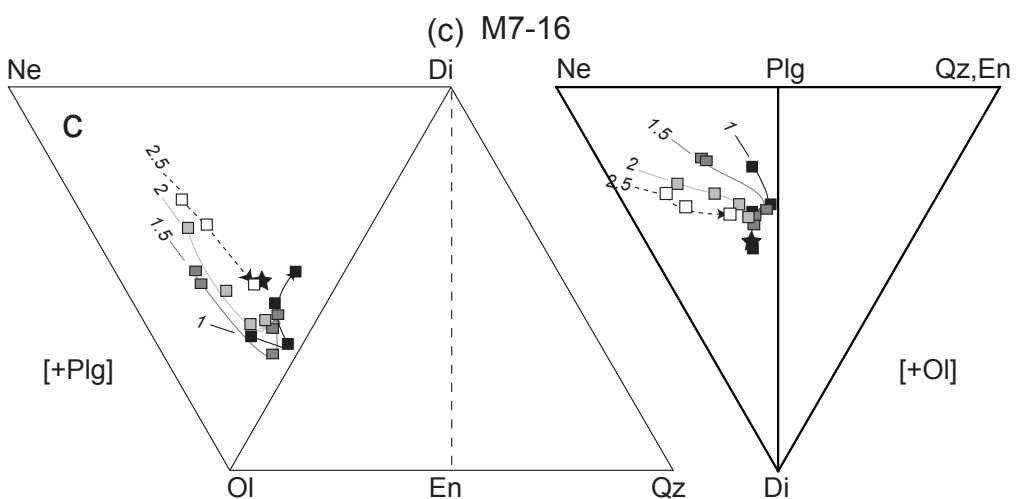 (c) M7-16
Ne Di
Ne Plg Qz,En
c
2.5
2
1.5
1
[+Plg]
Ol En Qz
1.5
1
2
2.5
[+Ol]
Di